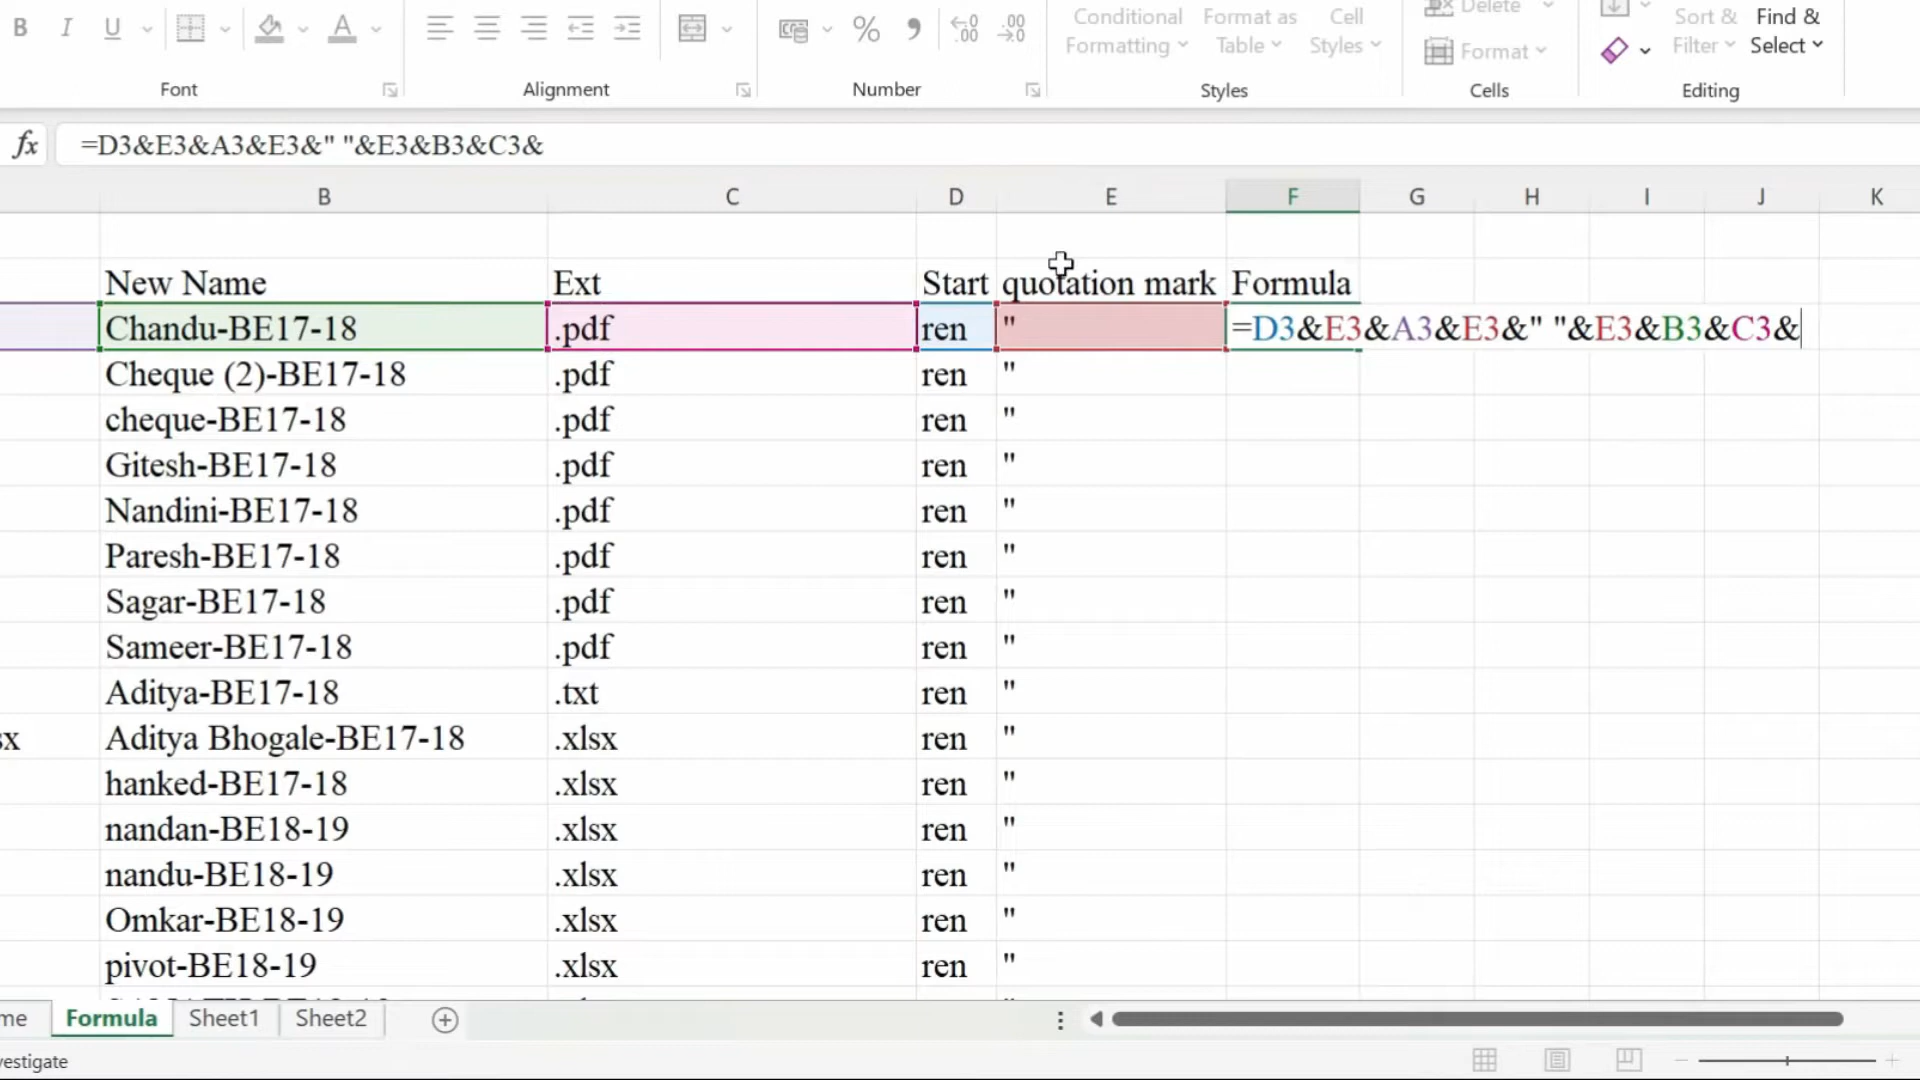 B I U A % 9 .00 .00 Conditional Format as Cell Delete Sort & Find &
Formatting Table Styles Format Filter Select
Font Alignment Number Styles Cells Editing
fx =D3&E3&A3&E3&" "&E3&B3&C3&
B C D E F G H I J K
New Name Ext Start quotation mark Formula
Chandu-BE17-18 .pdf ren " =D3&E3&A3&E3&" "&E3&B3&C3&
Cheque (2)-BE17-18 .pdf ren "
cheque-BE17-18 .pdf ren "
Gitesh-BE17-18 .pdf ren "
Nandini-BE17-18 .pdf ren "
Paresh-BE17-18 .pdf ren "
Sagar-BE17-18 .pdf ren "
Sameer-BE17-18 .pdf ren "
Aditya-BE17-18 .txt ren "
sx Aditya Bhogale-BE17-18 .xlsx ren "
hanked-BE17-18 .xlsx ren "
nandan-BE18-19 .xlsx ren "
nandu-BE18-19 .xlsx ren "
Omkar-BE18-19 .xlsx ren "
pivot-BE18-19 .xlsx ren "
me Formula Sheet1 Sheet2
vestigate